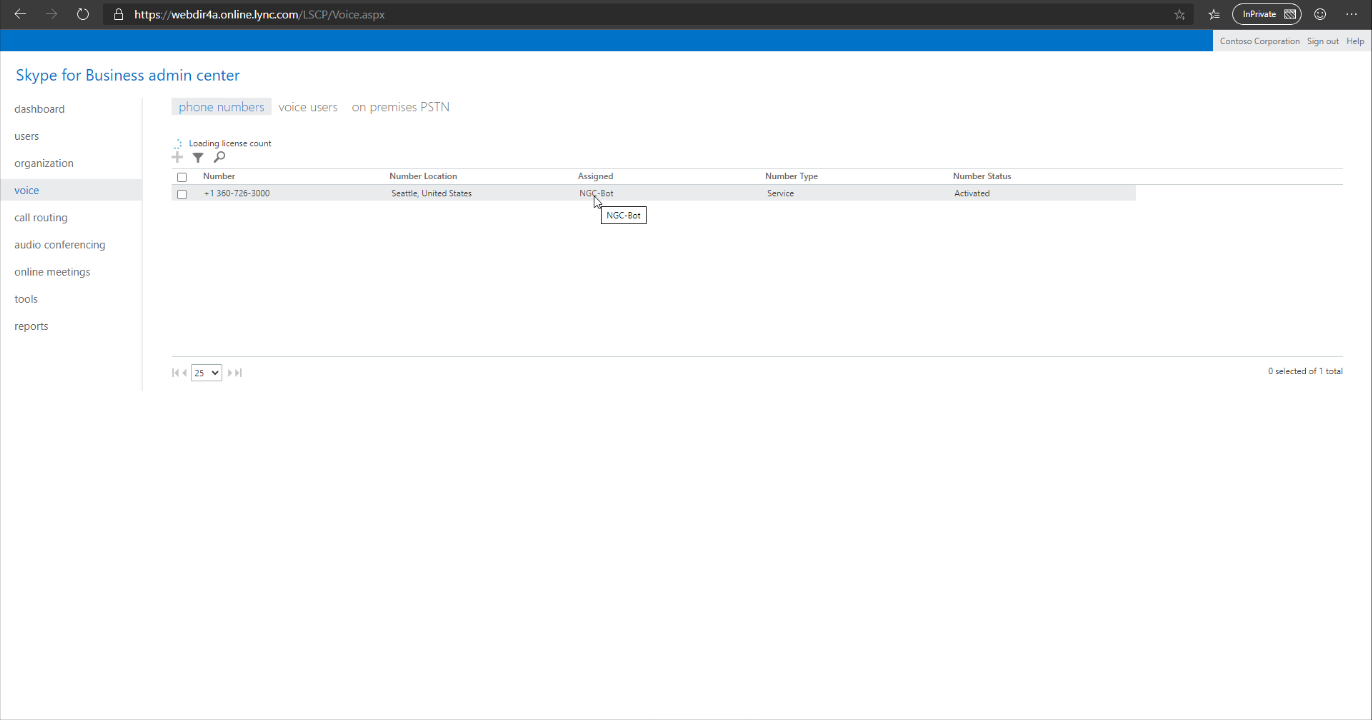 https://webdir4a.online.lync.com/LSCP/Voice.aspx
InPrivate
Contoso Corporation Sign out Help
Skype for Business admin center
dashboard
users
organization
voice
call routing
audio conferencing
online meetings
tools
reports
phone numbers voice users on premises PSTN
Loading license count
Number Number Location Assigned Number Type Number Status
+1 360-726-3000 Seattle, United States NGC-Bot Service Activated
NGC-Bot
25
0 selected of 1 total